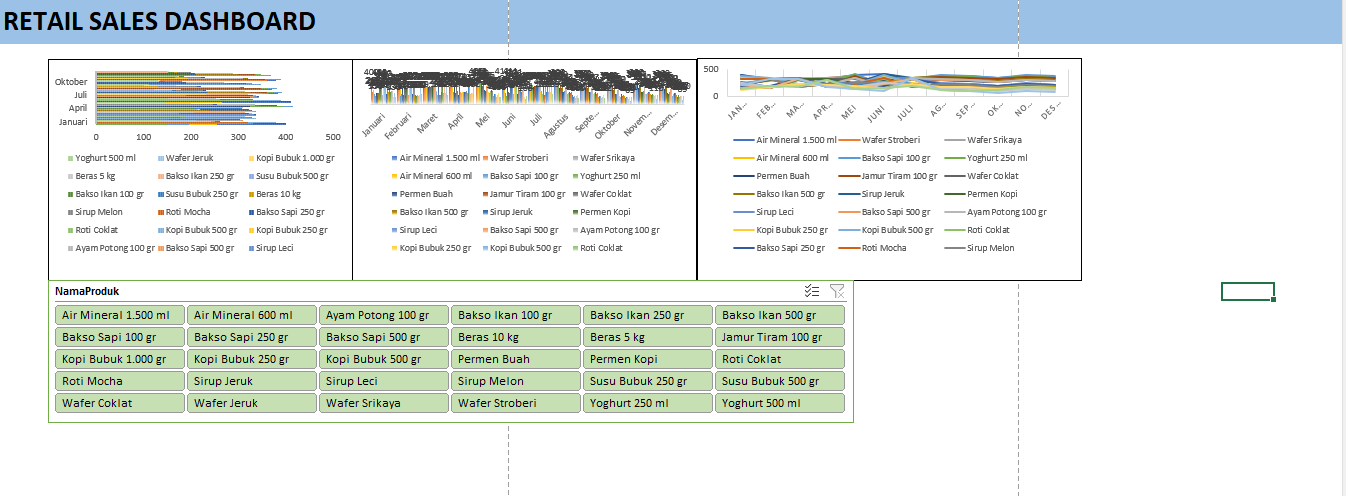 RETAIL SALES DASHBOARD
Oktober
Juli
April
Januari
0 100 200 300 400 500
Yoghurt 500 ml Wafer Jeruk Kopi Bubuk 1.000 gr
Beras 5 kg Bakso Ikan 250 gr Susu Bubuk 500 gr
Bakso Ikan 100 gr Susu Bubuk 250 gr Beras 10 kg
Sirup Melon Roti Mocha Bakso Sapi 250 gr
Roti Coklat Kopi Bubuk 500 gr Kopi Bubuk 250 gr
Ayam Potong 100 gr Bakso Sapi 500 gr Sirup Leci
Januari Februari Maret April Mei Juni Juli Agustus Septe... Oktober Novem... Desem...
Air Mineral 1.500 ml Wafer Stroberi Wafer Srikaya
Air Mineral 600 ml Bakso Sapi 100 gr Yoghurt 250 ml
Permen Buah Jamur Tiram 100 gr Wafer Coklat
Bakso Ikan 500 gr Sirup Jeruk Permen Kopi
Sirup Leci Bakso Sapi 500 gr Ayam Potong 100 gr
Kopi Bubuk 250 gr Kopi Bubuk 500 gr Roti Coklat
500
0
JAN... FEB... MA... APR... MEI JUNI JULI AG... SEP... OK... NO... DES...
Air Mineral 1.500 ml Wafer Stroberi Wafer Srikaya
Air Mineral 600 ml Bakso Sapi 100 gr Yoghurt 250 ml
Permen Buah Jamur Tiram 100 gr Wafer Coklat
Bakso Ikan 500 gr Sirup Jeruk Permen Kopi
Sirup Leci Bakso Sapi 500 gr Ayam Potong 100 gr
Kopi Bubuk 250 gr Kopi Bubuk 500 gr Roti Coklat
Bakso Sapi 250 gr Roti Mocha Sirup Melon
NamaProduk
Air Mineral 1.500 ml Air Mineral 600 ml Ayam Potong 100 gr Bakso Ikan 100 gr Bakso Ikan 250 gr Bakso Ikan 500 gr
Bakso Sapi 100 gr Bakso Sapi 250 gr Bakso Sapi 500 gr Beras 10 kg Beras 5 kg Jamur Tiram 100 gr
Kopi Bubuk 1.000 gr Kopi Bubuk 250 gr Kopi Bubuk 500 gr Permen Buah Permen Kopi Roti Coklat
Roti Mocha Sirup Jeruk Sirup Leci Sirup Melon Susu Bubuk 250 gr Susu Bubuk 500 gr
Wafer Coklat Wafer Jeruk Wafer Srikaya Wafer Stroberi Yoghurt 250 ml Yoghurt 500 ml